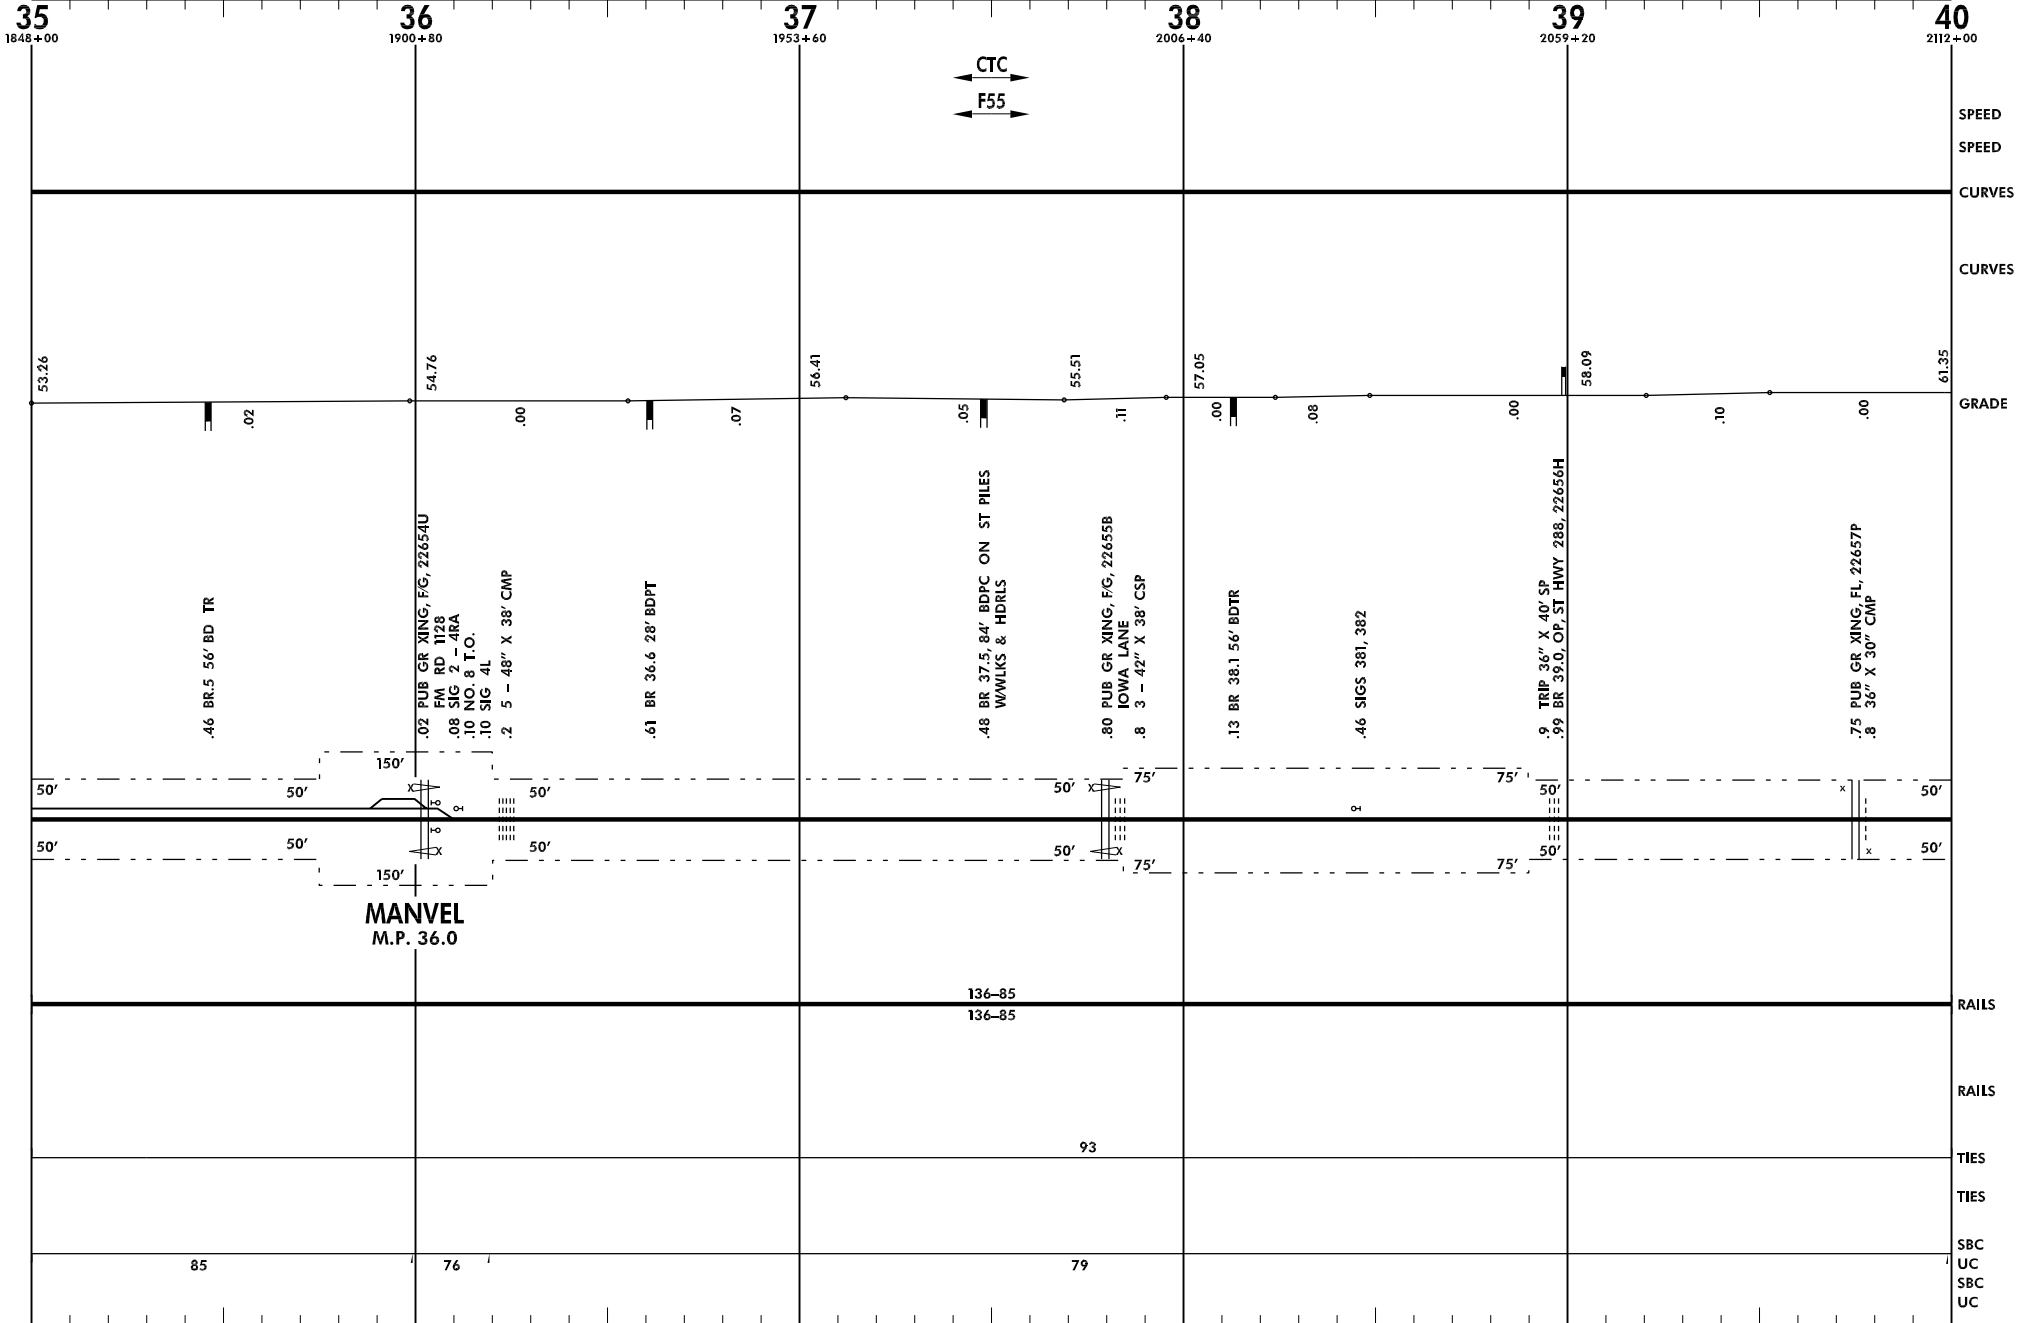 35 36 37 38 39 40
1848+00 1900+80 1953+60 2006+40 2059+20 2112+00
CTC
F55
SPEED
SPEED
CURVES
CURVES
53.26 54.76 56.41 55.51 57.05 58.09 61.35
GRADE
.02 .00 .07 .05 .11 .00 .08 .00 .10 .00
.46 BR.5 56' BD TR
.02 PUB GR XING, F/G, 22654U
FM RD 1128
.08 SIG 2 – 4RA
.10 NO. 8 T.O.
.10 SIG 4L
.2 5 – 48" X 38' CMP
.61 BR 36.6 28' BDPT
.48 BR 37.5, 84' BDPC ON ST PILES
W/WLKS & HDRLS
.80 PUB GR XING, F/G, 22655B
IOWA LANE
.8 3 – 42" X 38' CSP
.13 BR 38.1 56' BDTR
.46 SIGS 381, 382
.9 TRIP 36" X 40' SP
.99 BR 39.0, OP, ST HWY 288, 22656H
.75 PUB GR XING, FL, 22657P
.8 36" X 30" CMP
150' 75' 75'
50' 50' X 50' 50' X 50' x 50'
50' 50' X 50' 50' X 50' x 50'
150' 75' 75'
MANVEL
M.P. 36.0
136–85
RAILS
136–85
RAILS
93
TIES
TIES
SBC
85 76 79 UC
SBC
UC